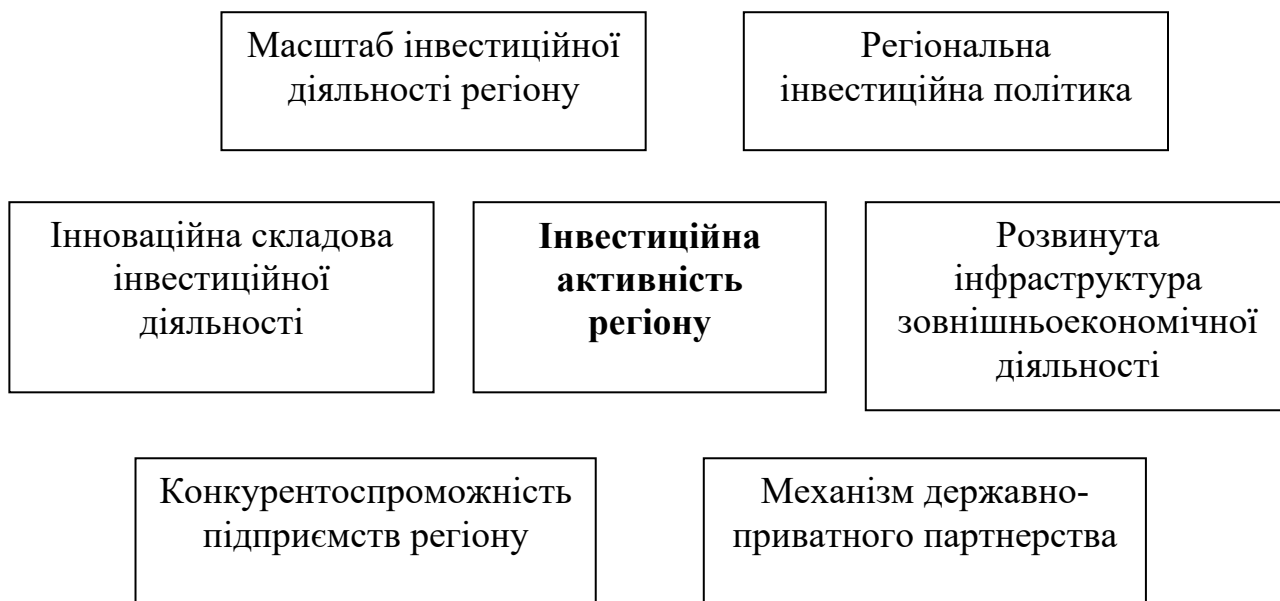 Масштаб інвестиційної
діяльності регіону
Регіональна
інвестиційна політика
Інноваційна складова
інвестиційної
діяльності
Інвестиційна
активність
регіону
Розвинута
інфраструктура
зовнішньоекономічної
діяльності
Конкурентоспроможність
підприємств регіону
Механізм державно-
приватного партнерства